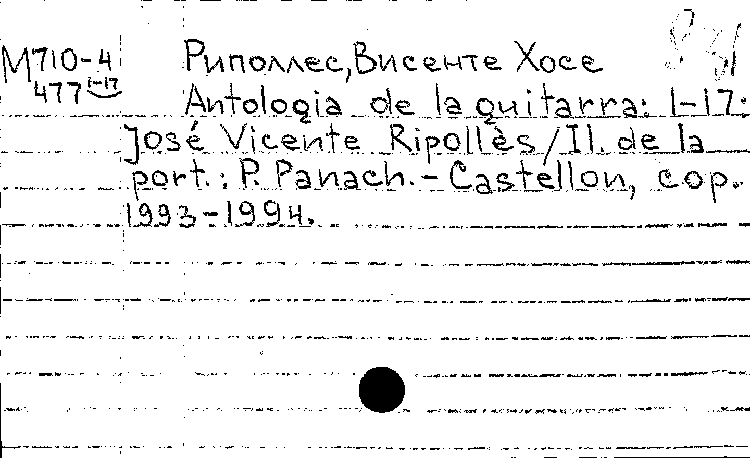 М710-4 Риполлес, Висенте Хосе
477 1-17
Antologia de la guitarra: 1-17:
José Vicente Ripollès/Il. de la
port.: P. Panach. - Castellon, cop.
1993-1994.